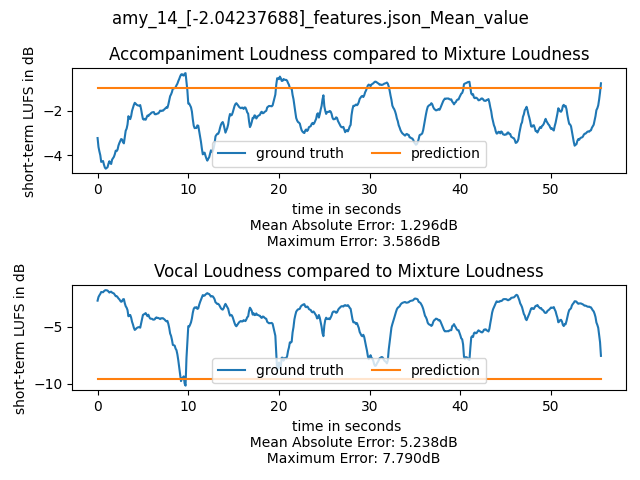 amy_14_[-2.04237688]_features.json_Mean_value
Accompaniment Loudness compared to Mixture Loudness
short-term LUFS in dB
−2
−4
0 10 20 30 40 50
ground truth prediction
time in seconds
Mean Absolute Error: 1.296dB
Maximum Error: 3.586dB
Vocal Loudness compared to Mixture Loudness
short-term LUFS in dB
−5
−10
0 10 20 30 40 50
ground truth prediction
time in seconds
Mean Absolute Error: 5.238dB
Maximum Error: 7.790dB